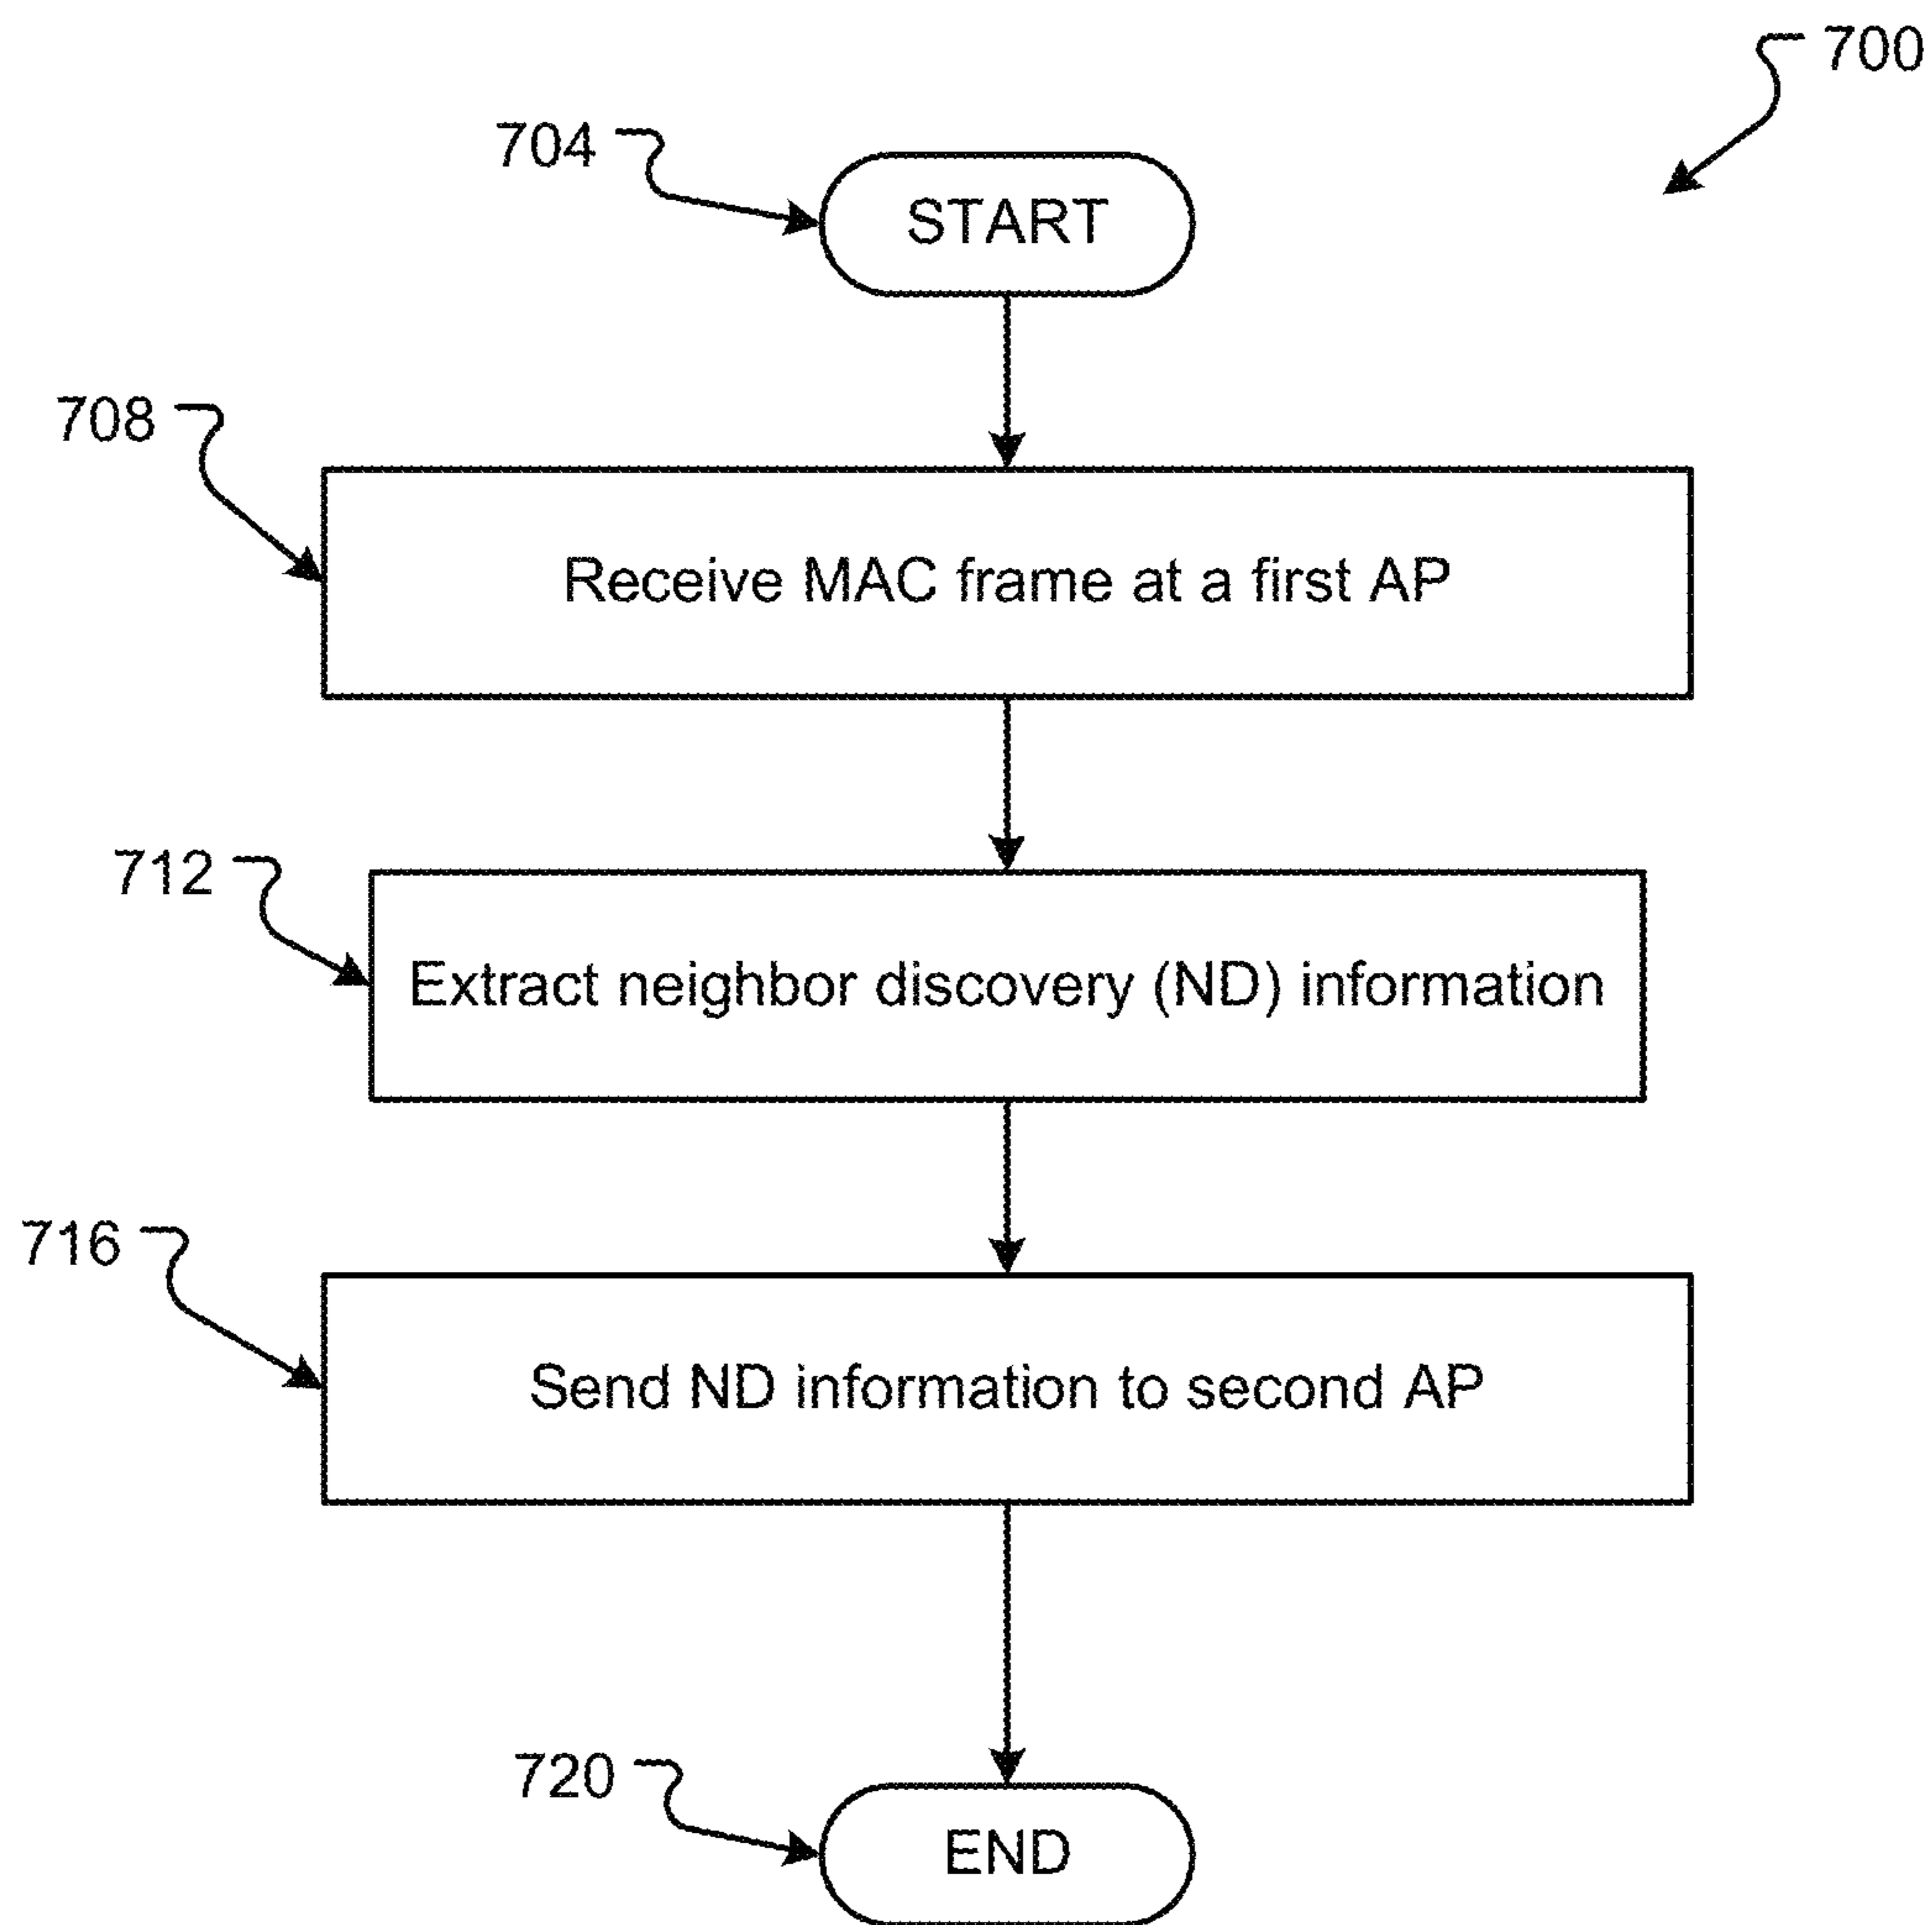 700
704
START
708
Receive MAC frame at a first AP
712
Extract neighbor discovery (ND) information
716
Send ND information to second AP
720
END